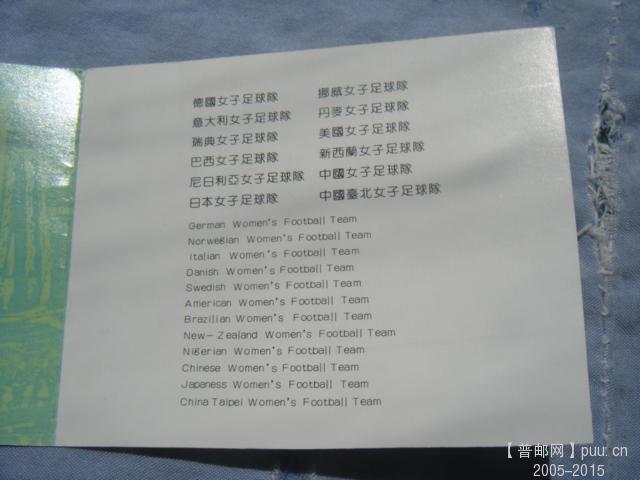 德國女子足球隊 挪威女子足球隊
意大利女子足球隊 丹麥女子足球隊
瑞典女子足球隊 美國女子足球隊
巴西女子足球隊 新西蘭女子足球隊
尼日利亞女子足球隊 中國女子足球隊
日本女子足球隊 中國臺北女子足球隊
German Women's Football Team
Norwegian Women's Football Team
Italian Women's Football Team
Danish Women's Football Team
Swedish Women's Football Team
American Women's Football Team
Brazilian Women's Football Team
New-Zealand Women's Football Team
Nigerian Women's Football Team
Chinese Women's Football Team
Japaness Women's Football Team
China Taipei Women's Football Team
【普邮网】puu.cn
2005-2015